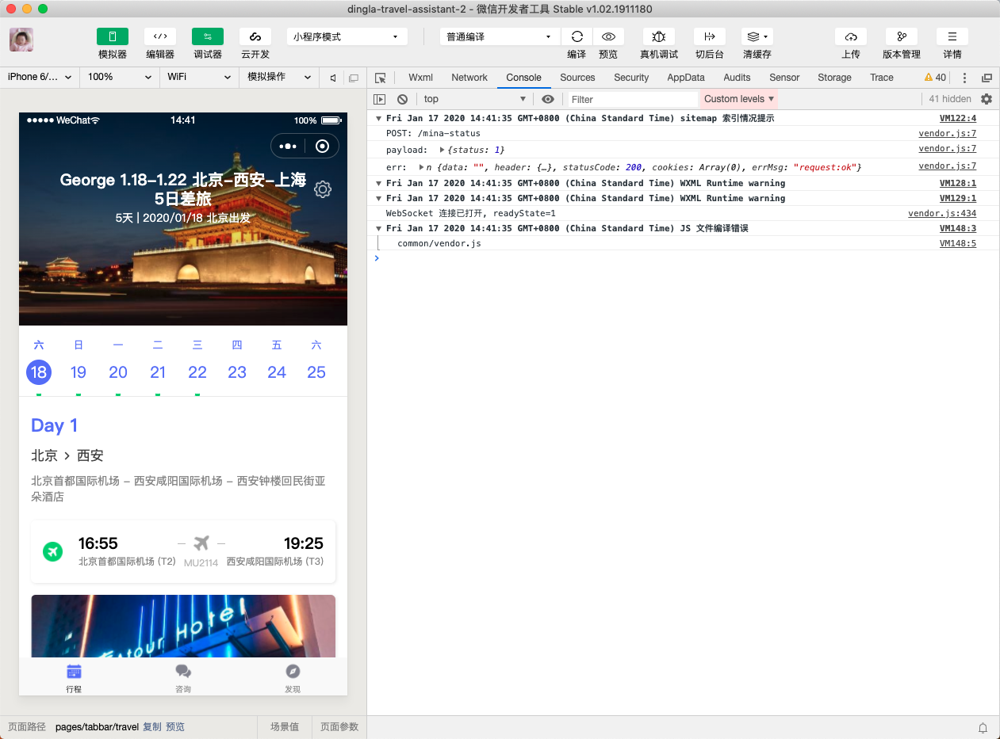 dingla-travel-assistant-2 - 微信开发者工具 Stable v1.02.1911180
模拟器 编辑器 调试器 云开发 小程序模式 普通编译 编译 预览 真机调试 切后台 清缓存 上传 版本管理 详情
iPhone 6/... 100% WiFi 模拟操作
Wxml Network Console Sources Security AppData Audits Sensor Storage Trace 40
top Filter Custom levels 41 hidden
WeChat 14:41 100%
George 1.18-1.22 北京-西安-上海
5日差旅
5天 | 2020/01/18 北京出发
六 日 一 二 三 四 五 六
18 19 20 21 22 23 24 25
Day 1
北京 > 西安
北京首都国际机场 - 西安咸阳国际机场 - 西安钟楼回民街亚
朵酒店
16:55 19:25
北京首都国际机场 (T2) MU2114 西安咸阳国际机场 (T3)
atour Hotel
行程 咨询 发现
Fri Jan 17 2020 14:41:35 GMT+0800 (China Standard Time) sitemap 索引情况提示 VM122:4
POST: /mina-status vendor.js:7
payload: {status: 1} vendor.js:7
err: n {data: "", header: {…}, statusCode: 200, cookies: Array(0), errMsg: "request:ok"} vendor.js:7
Fri Jan 17 2020 14:41:35 GMT+0800 (China Standard Time) WXML Runtime warning VM128:1
Fri Jan 17 2020 14:41:35 GMT+0800 (China Standard Time) WXML Runtime warning VM129:1
WebSocket 连接已打开, readyState=1 vendor.js:434
Fri Jan 17 2020 14:41:35 GMT+0800 (China Standard Time) JS 文件编译错误 VM148:3
common/vendor.js VM148:5
页面路径 pages/tabbar/travel 复制 预览 场景值 页面参数